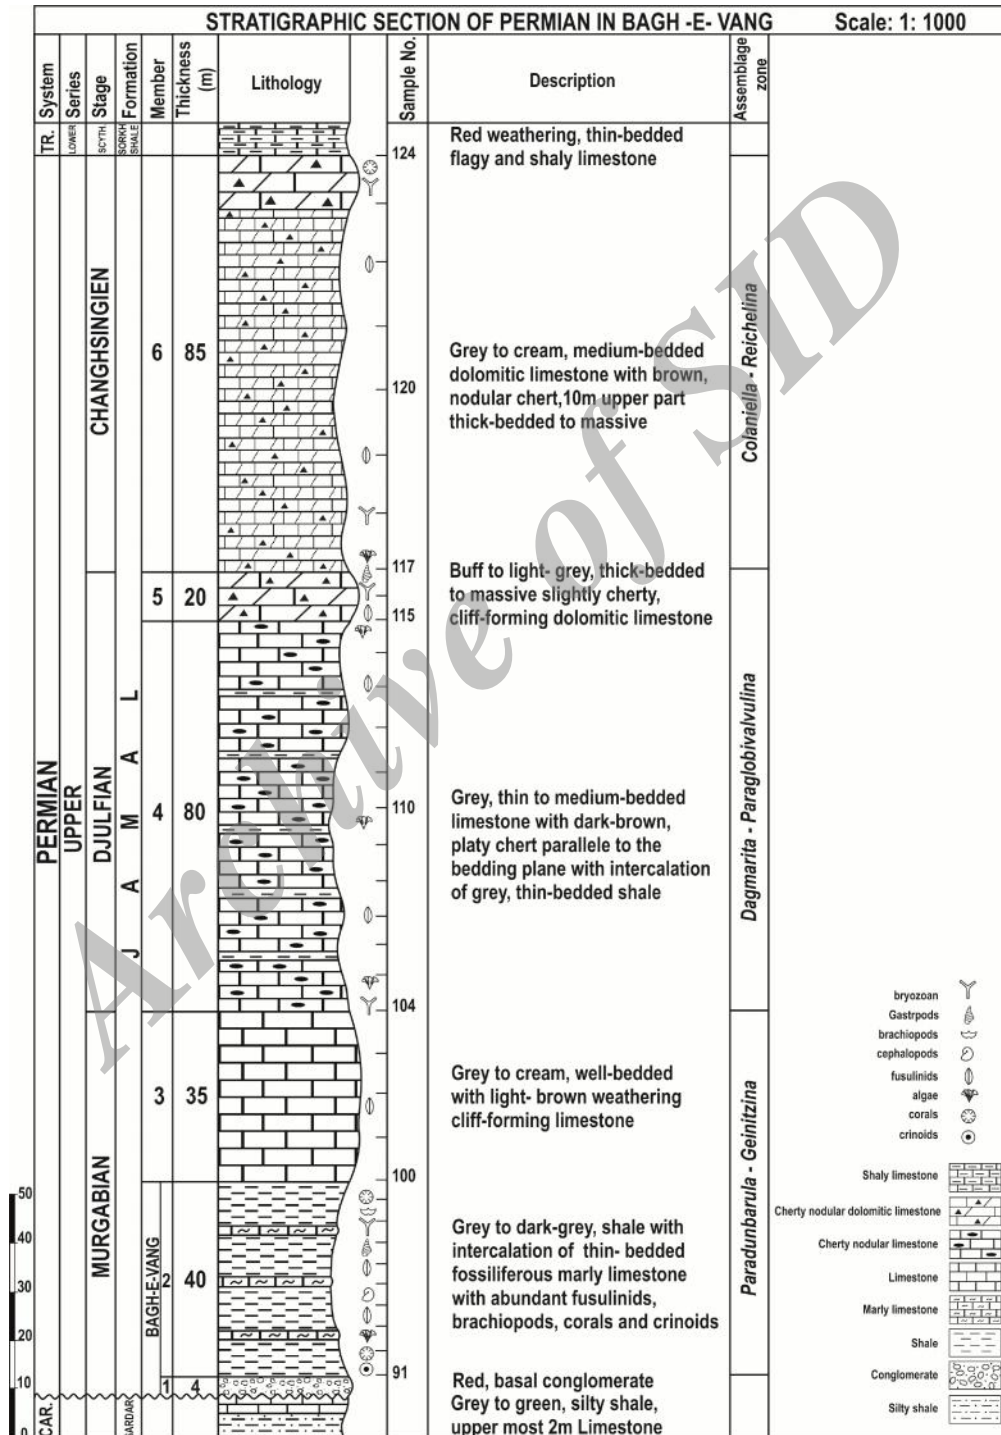 STRATIGRAPHIC SECTION OF PERMIAN IN BAGH -E- VANG
Scale: 1: 1000
System
Series
Stage
Formation
Member
Thickness
(m)
Lithology
Sample No.
Description
Assemblage
zone
TR.
LOWER
SCYTH.
SORKH
SHALE
124
Red weathering, thin-bedded
flagy and shaly limestone
PERMIAN
UPPER
CHANGHSINGIEN
6
85
120
Grey to cream, medium-bedded
dolomitic limestone with brown,
nodular chert,10m upper part
thick-bedded to massive
Colaniella - Reichelina
117
5
20
115
Buff to light- grey, thick-bedded
to massive slightly cherty,
cliff-forming dolomitic limestone
DJULFIAN
J A M A L
4
80
110
Grey, thin to medium-bedded
limestone with dark-brown,
platy chert parallele to the
bedding plane with intercalation
of grey, thin-bedded shale
Dagmarita - Paraglobivalvulina
104
MURGABIAN
3
35
Grey to cream, well-bedded
with light- brown weathering
cliff-forming limestone
Paradunbarula - Geinitzina
100
BAGH-E-VANG
2
40
Grey to dark-grey, shale with
intercalation of thin- bedded
fossiliferous marly limestone
with abundant fusulinids,
brachiopods, corals and crinoids
91
1
4
Red, basal conglomerate
CAR.
SARDAR
Grey to green, silty shale,
upper most 2m Limestone
50
40
30
20
10
0
bryozoan
Gastrpods
brachiopods
cephalopods
fusulinids
algae
corals
crinoids
Shaly limestone
Cherty nodular dolomitic limestone
Cherty nodular limestone
Limestone
Marly limestone
Shale
Conglomerate
Silty shale
Archive of SID